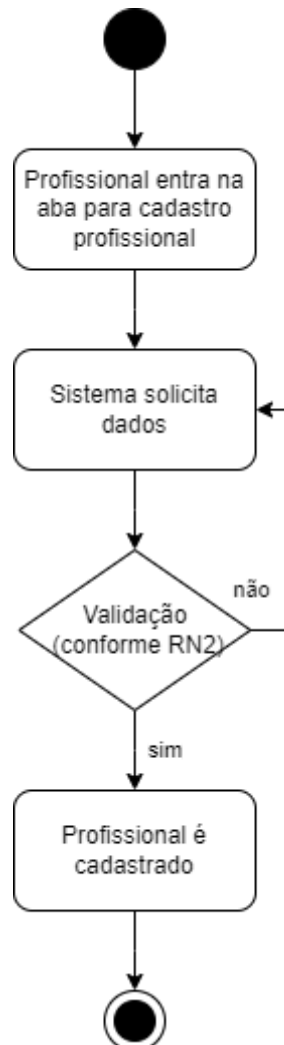 Profissional entra na
aba para cadastro
profissional
Sistema solicita
dados
não
Validação
(conforme RN2)
sim
Profissional é
cadastrado